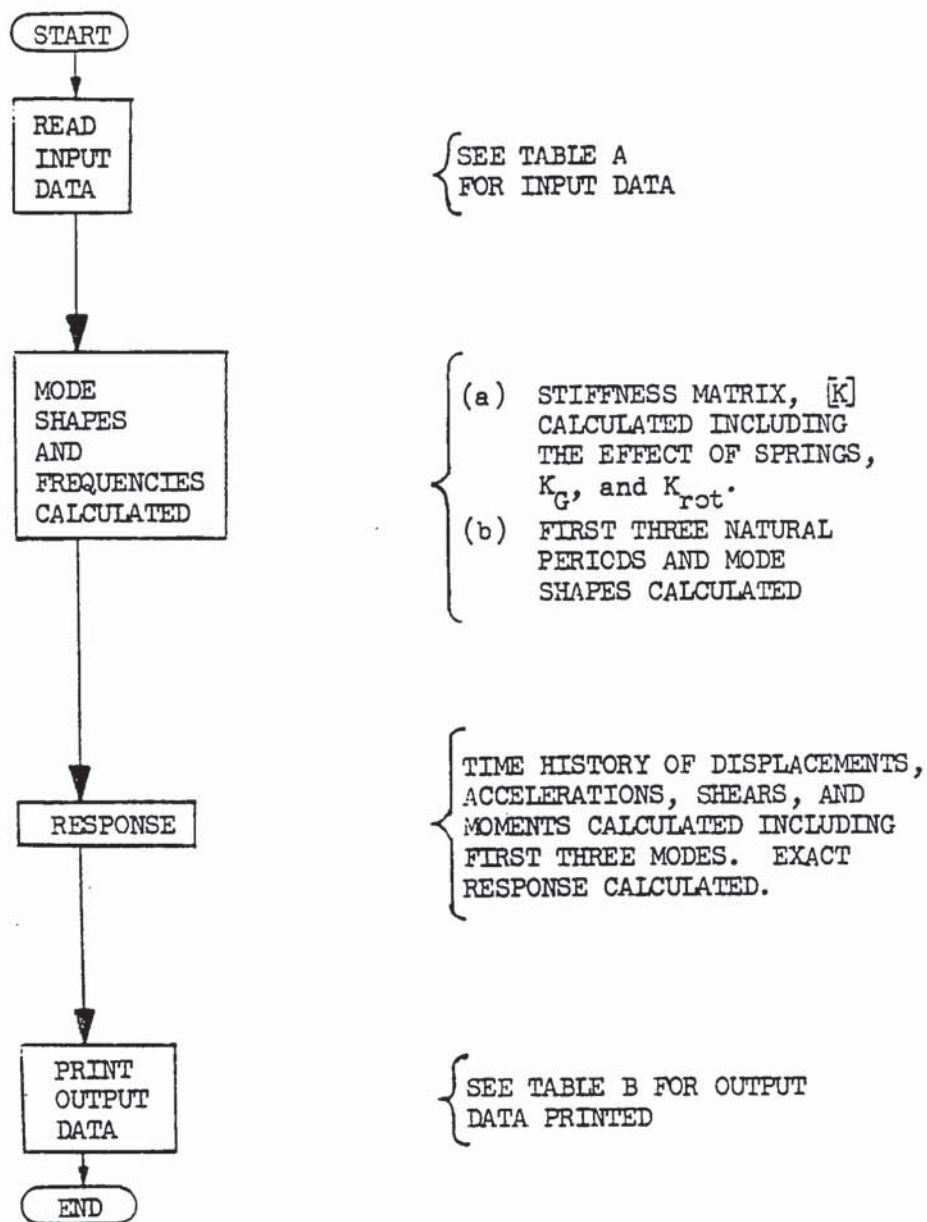 START
READ
INPUT
DATA
SEE TABLE A
FOR INPUT DATA
MODE
SHAPES
AND
FREQUENCIES
CALCULATED
(a) STIFFNESS MATRIX, [K]
CALCULATED INCLUDING
THE EFFECT OF SPRINGS,
K_G, and K_rot.
(b) FIRST THREE NATURAL
PERIODS AND MODE
SHAPES CALCULATED
RESPONSE
TIME HISTORY OF DISPLACEMENTS,
ACCELERATIONS, SHEARS, AND
MOMENTS CALCULATED INCLUDING
FIRST THREE MODES. EXACT
RESPONSE CALCULATED.
PRINT
OUTPUT
DATA
SEE TABLE B FOR OUTPUT
DATA PRINTED
END